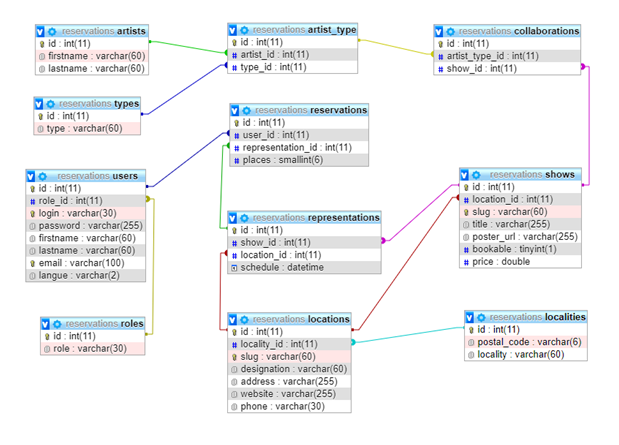 reservations artists
id : int(11)
firstname : varchar(60)
lastname : varchar(60)
reservations artist_type
id : int(11)
artist_id : int(11)
type_id : int(11)
reservations collaborations
id : int(11)
artist_type_id : int(11)
show_id : int(11)
reservations types
id : int(11)
type : varchar(60)
reservations reservations
id : int(11)
user_id : int(11)
representation_id : int(11)
places : smallint(6)
reservations users
id : int(11)
role_id : int(11)
login : varchar(30)
password : varchar(255)
firstname : varchar(60)
lastname : varchar(60)
email : varchar(100)
langue : varchar(2)
reservations shows
id : int(11)
location_id : int(11)
slug : varchar(60)
title : varchar(255)
poster_url : varchar(255)
bookable : tinyint(1)
price : double
reservations representations
id : int(11)
show_id : int(11)
location_id : int(11)
schedule : datetime
reservations roles
id : int(11)
role : varchar(30)
reservations locations
id : int(11)
locality_id : int(11)
slug : varchar(60)
designation : varchar(60)
address : varchar(255)
website : varchar(255)
phone : varchar(30)
reservations localities
id : int(11)
postal_code : varchar(6)
locality : varchar(60)